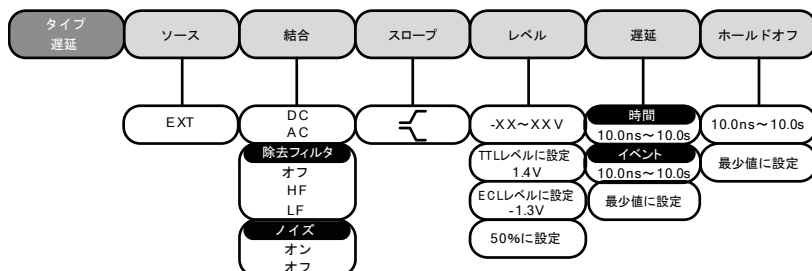 タイプ
遅延
ソース
結合
スロープ
レベル
遅延
ホールドオフ
EXT
DC
AC
除去フィルタ
オフ
HF
LF
ノイズ
オン
オフ
-XX～XXV
TTLレベルに設定
1.4V
ECLレベルに設定
-1.3V
50%に設定
時間
10.0ns～10.0s
イベント
10.0ns～10.0s
最少値に設定
10.0ns～10.0s
最少値に設定